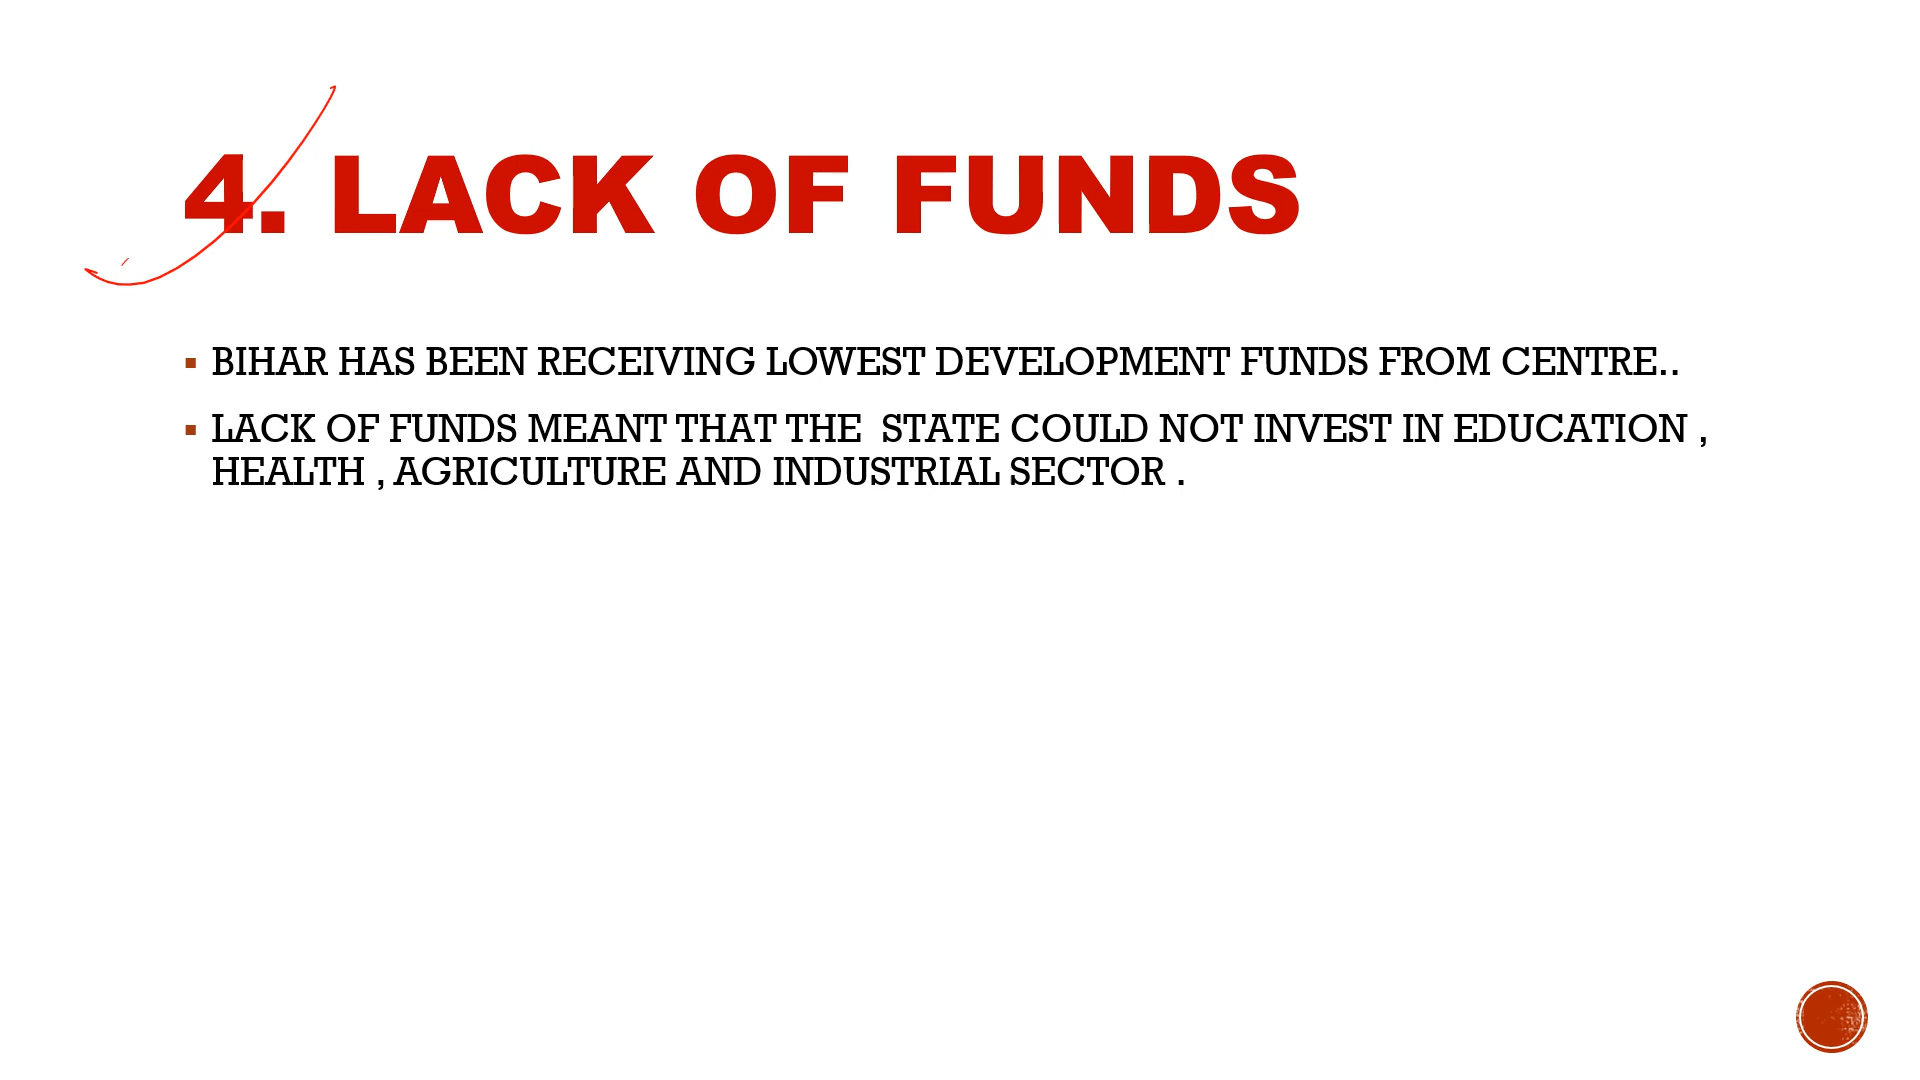 4. LACK OF FUNDS
BIHAR HAS BEEN RECEIVING LOWEST DEVELOPMENT FUNDS FROM CENTRE..
LACK OF FUNDS MEANT THAT THE  STATE COULD NOT INVEST IN EDUCATION ,
HEALTH , AGRICULTURE AND INDUSTRIAL SECTOR .